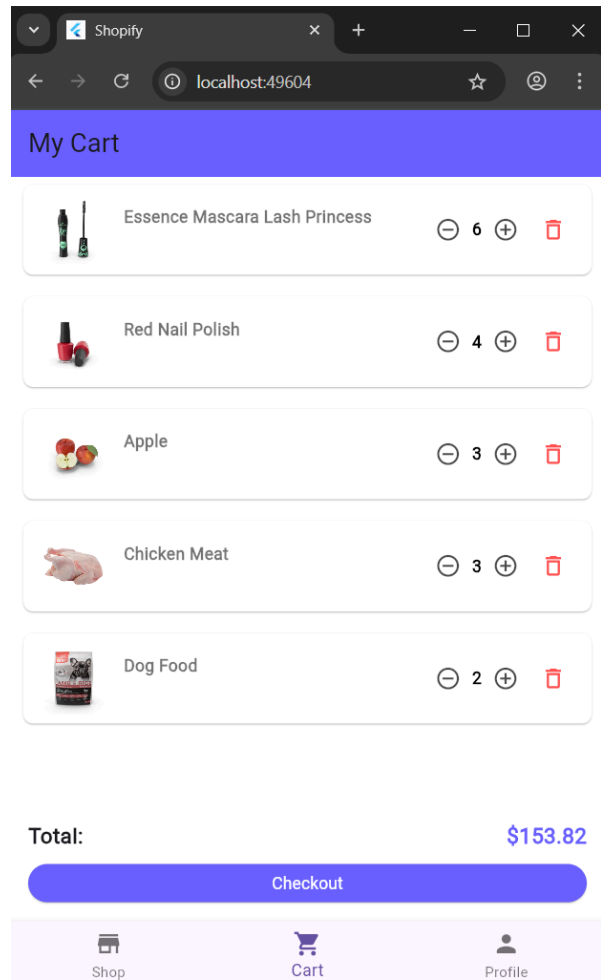 Shopify
localhost:49604
My Cart
Essence Mascara Lash Princess
6
Red Nail Polish
4
Apple
3
Chicken Meat
3
Dog Food
2
Total:
$153.82
Checkout
Shop
Cart
Profile